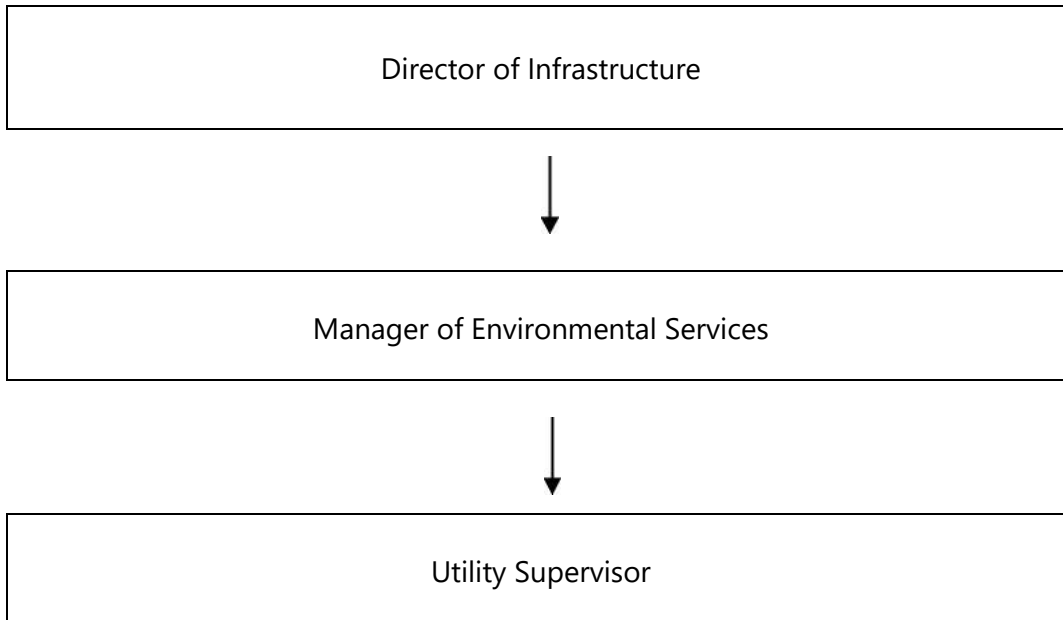 Director of Infrastructure
Manager of Environmental Services
Utility Supervisor